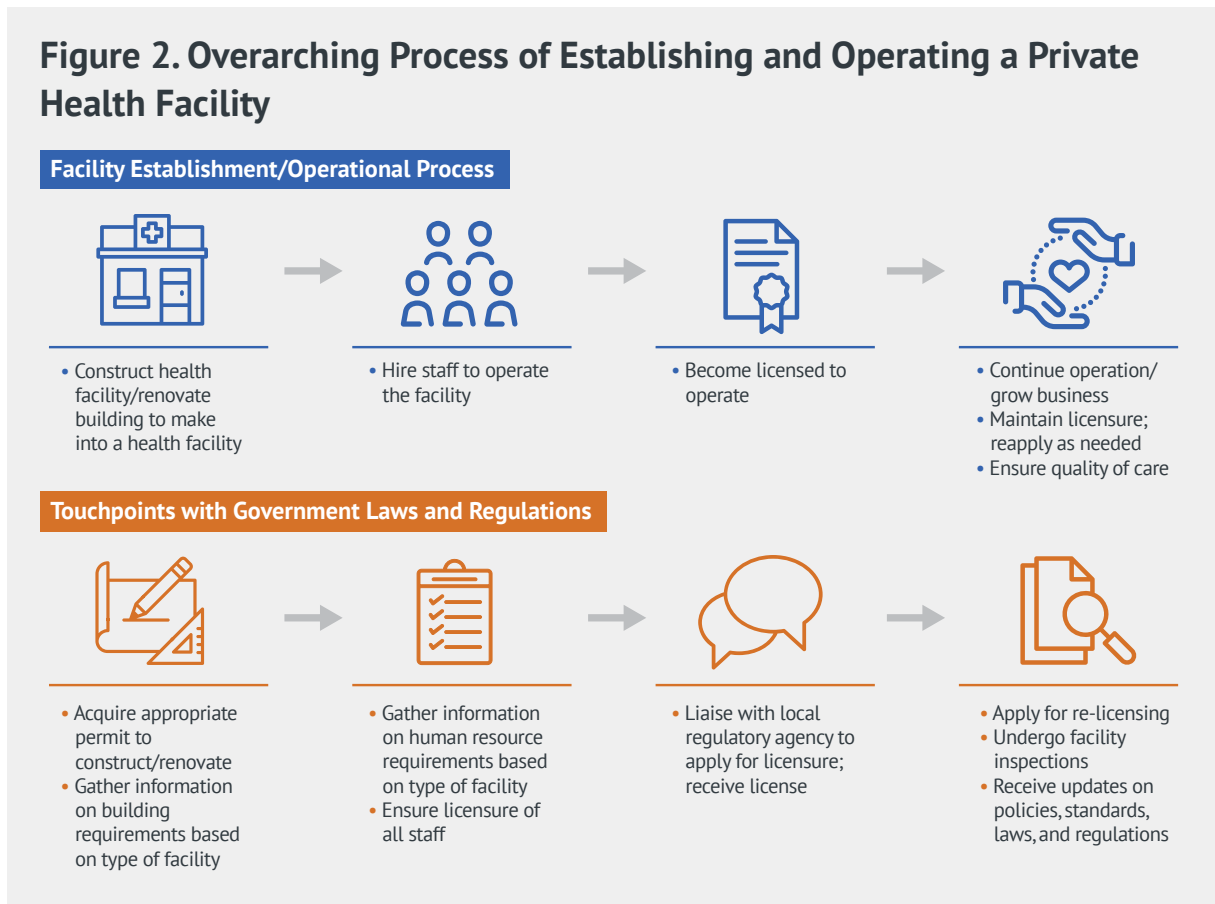 Figure 2. Overarching Process of Establishing and Operating a Private
Health Facility
Facility Establishment/Operational Process
• Construct health
facility/renovate
building to make
into a health facility
• Hire staff to operate
the facility
• Become licensed to
operate
• Continue operation/
grow business
• Maintain licensure;
reapply as needed
• Ensure quality of care
Touchpoints with Government Laws and Regulations
• Acquire appropriate
permit to
construct/renovate
• Gather information
on building
requirements based
on type of facility
• Gather information
on human resource
requirements based
on type of facility
• Ensure licensure of
all staff
• Liaise with local
regulatory agency to
apply for licensure;
receive license
• Apply for re-licensing
• Undergo facility
inspections
• Receive updates on
policies, standards,
laws, and regulations